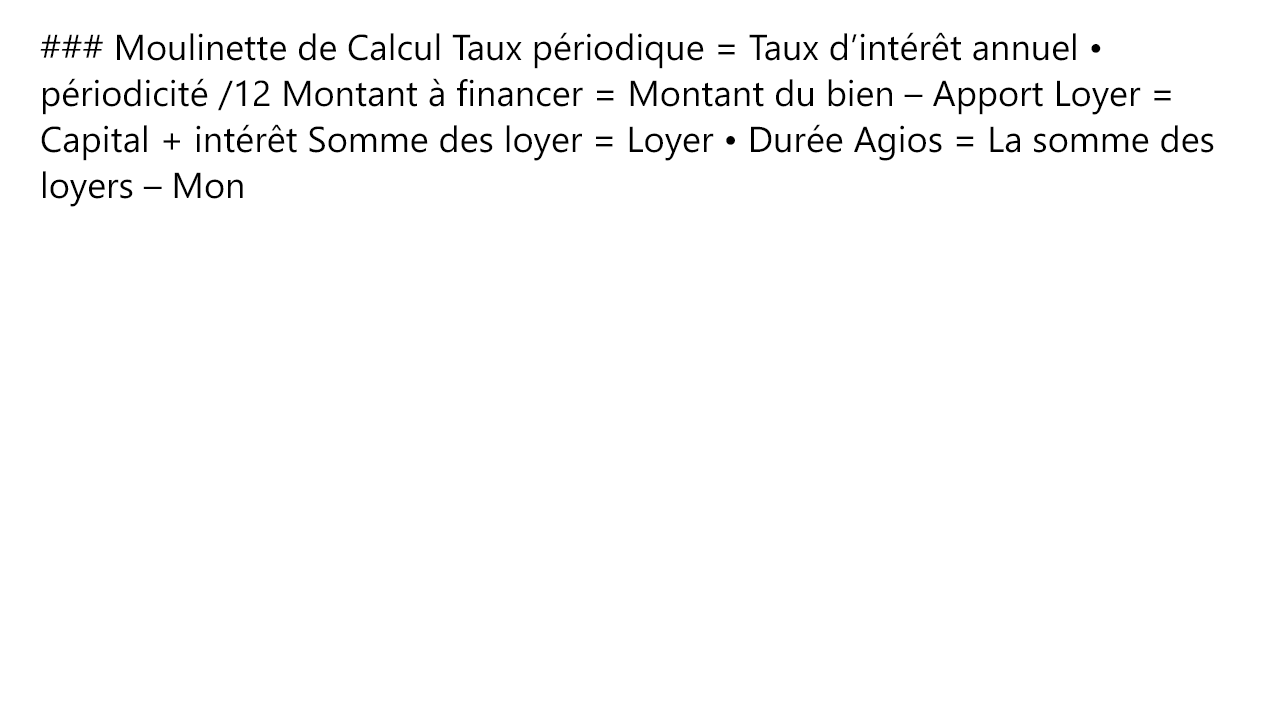 ### Moulinette de Calcul Taux périodique = Taux d’intérêt annuel •
périodicité /12 Montant à financer = Montant du bien – Apport Loyer =
Capital + intérêt Somme des loyer = Loyer • Durée Agios = La somme des
loyers – Mon